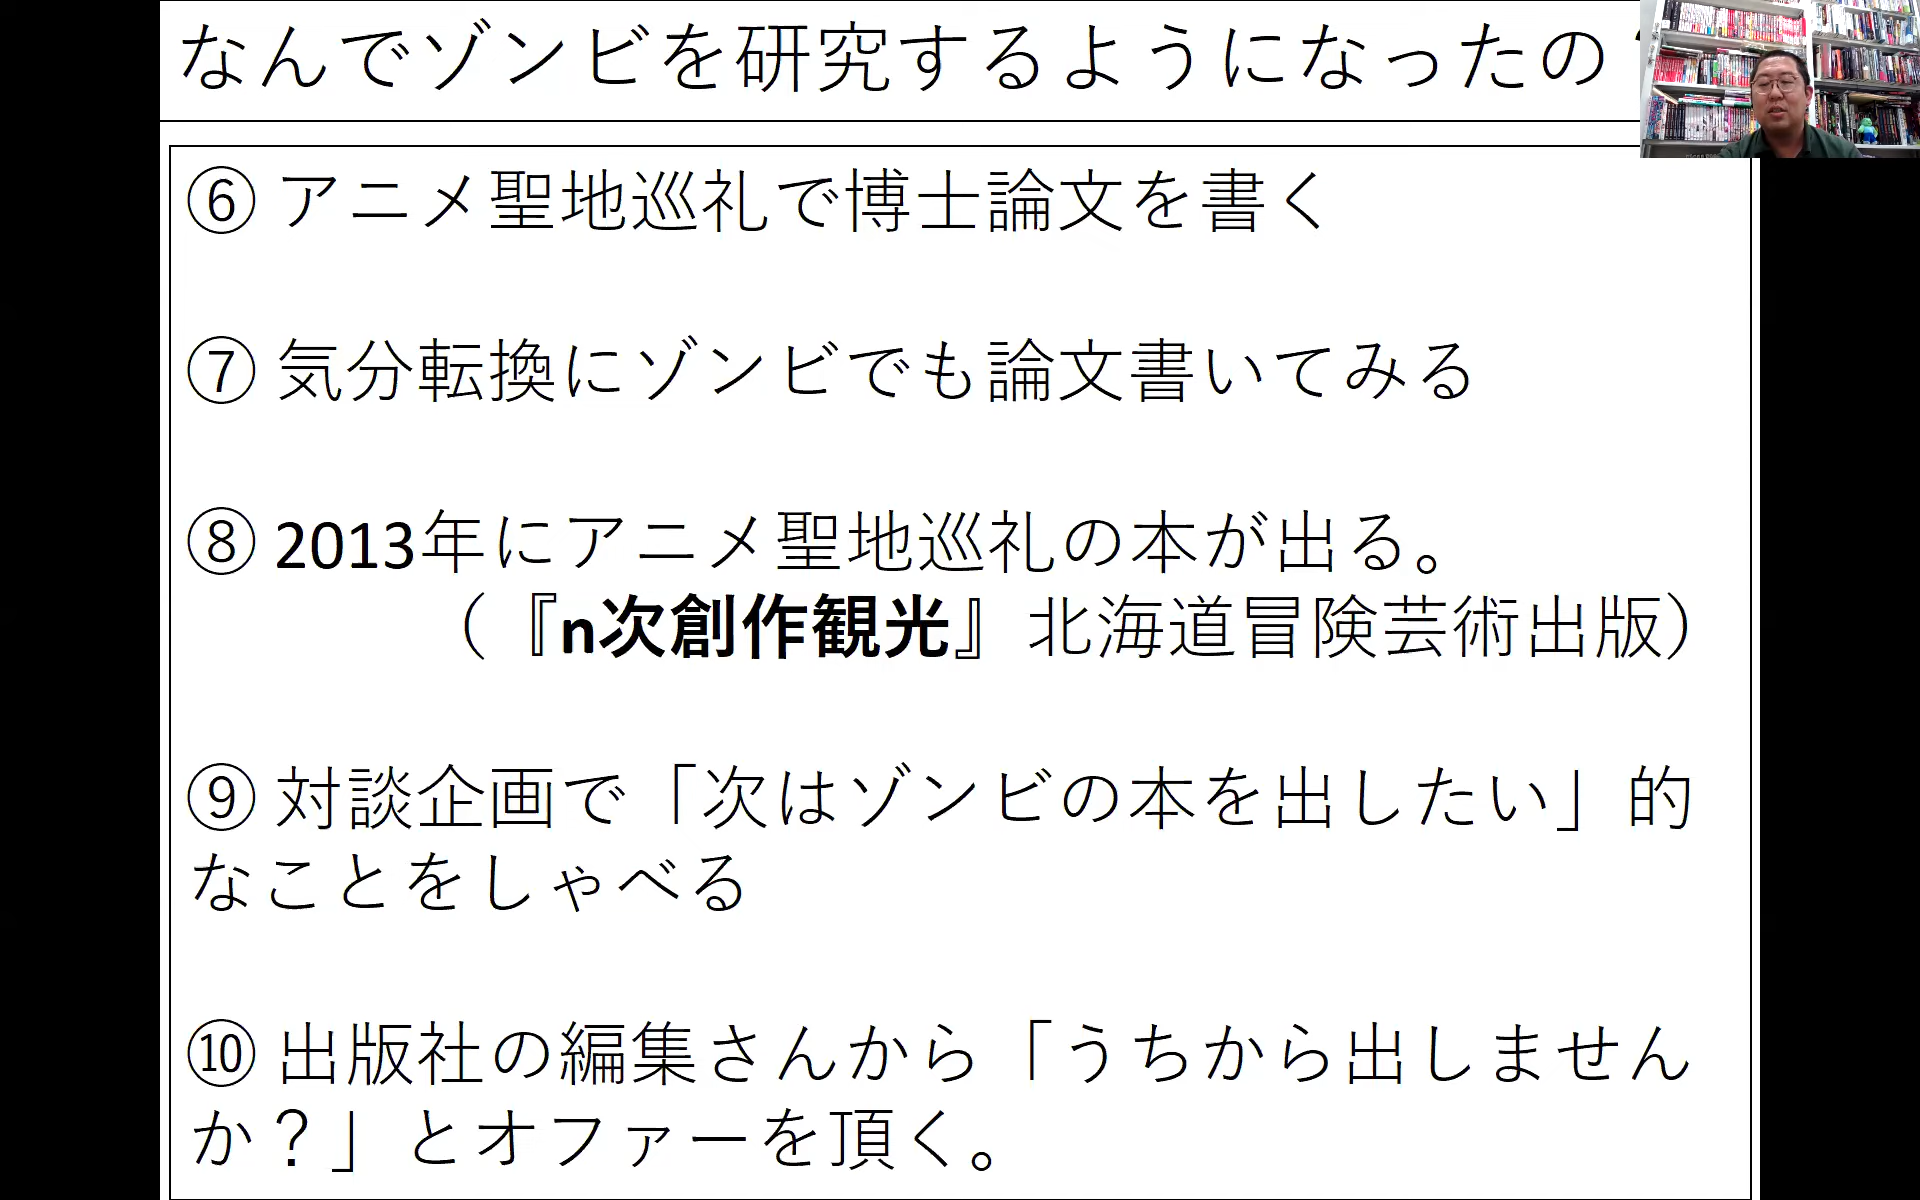 なんでゾンビを研究するようになったの
⑥ アニメ聖地巡礼で博士論文を書く
⑦ 気分転換にゾンビでも論文書いてみる
⑧ 2013年にアニメ聖地巡礼の本が出る。
（『n次創作観光』北海道冒険芸術出版）
⑨ 対談企画で「次はゾンビの本を出したい」的
なことをしゃべる
⑩ 出版社の編集さんから「うちから出しません
か？」とオファーを頂く。